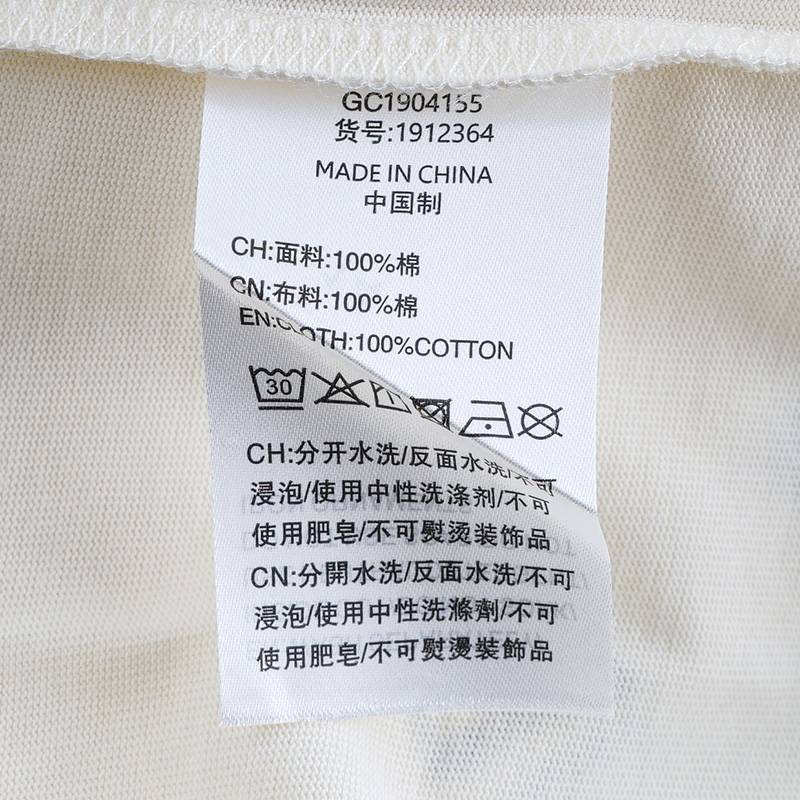 GC1904155
货号:1912364
MADE IN CHINA
中国制
CH:面料:100%棉
CN:布料:100%棉
EN:CLOTH:100%COTTON
30
CH:分开水洗/反面水洗/不可
浸泡/使用中性洗涤剂/不可
使用肥皂/不可熨烫装饰品
CN:分開水洗/反面水洗/不可
浸泡/使用中性洗滌劑/不可
使用肥皂/不可熨燙裝飾品